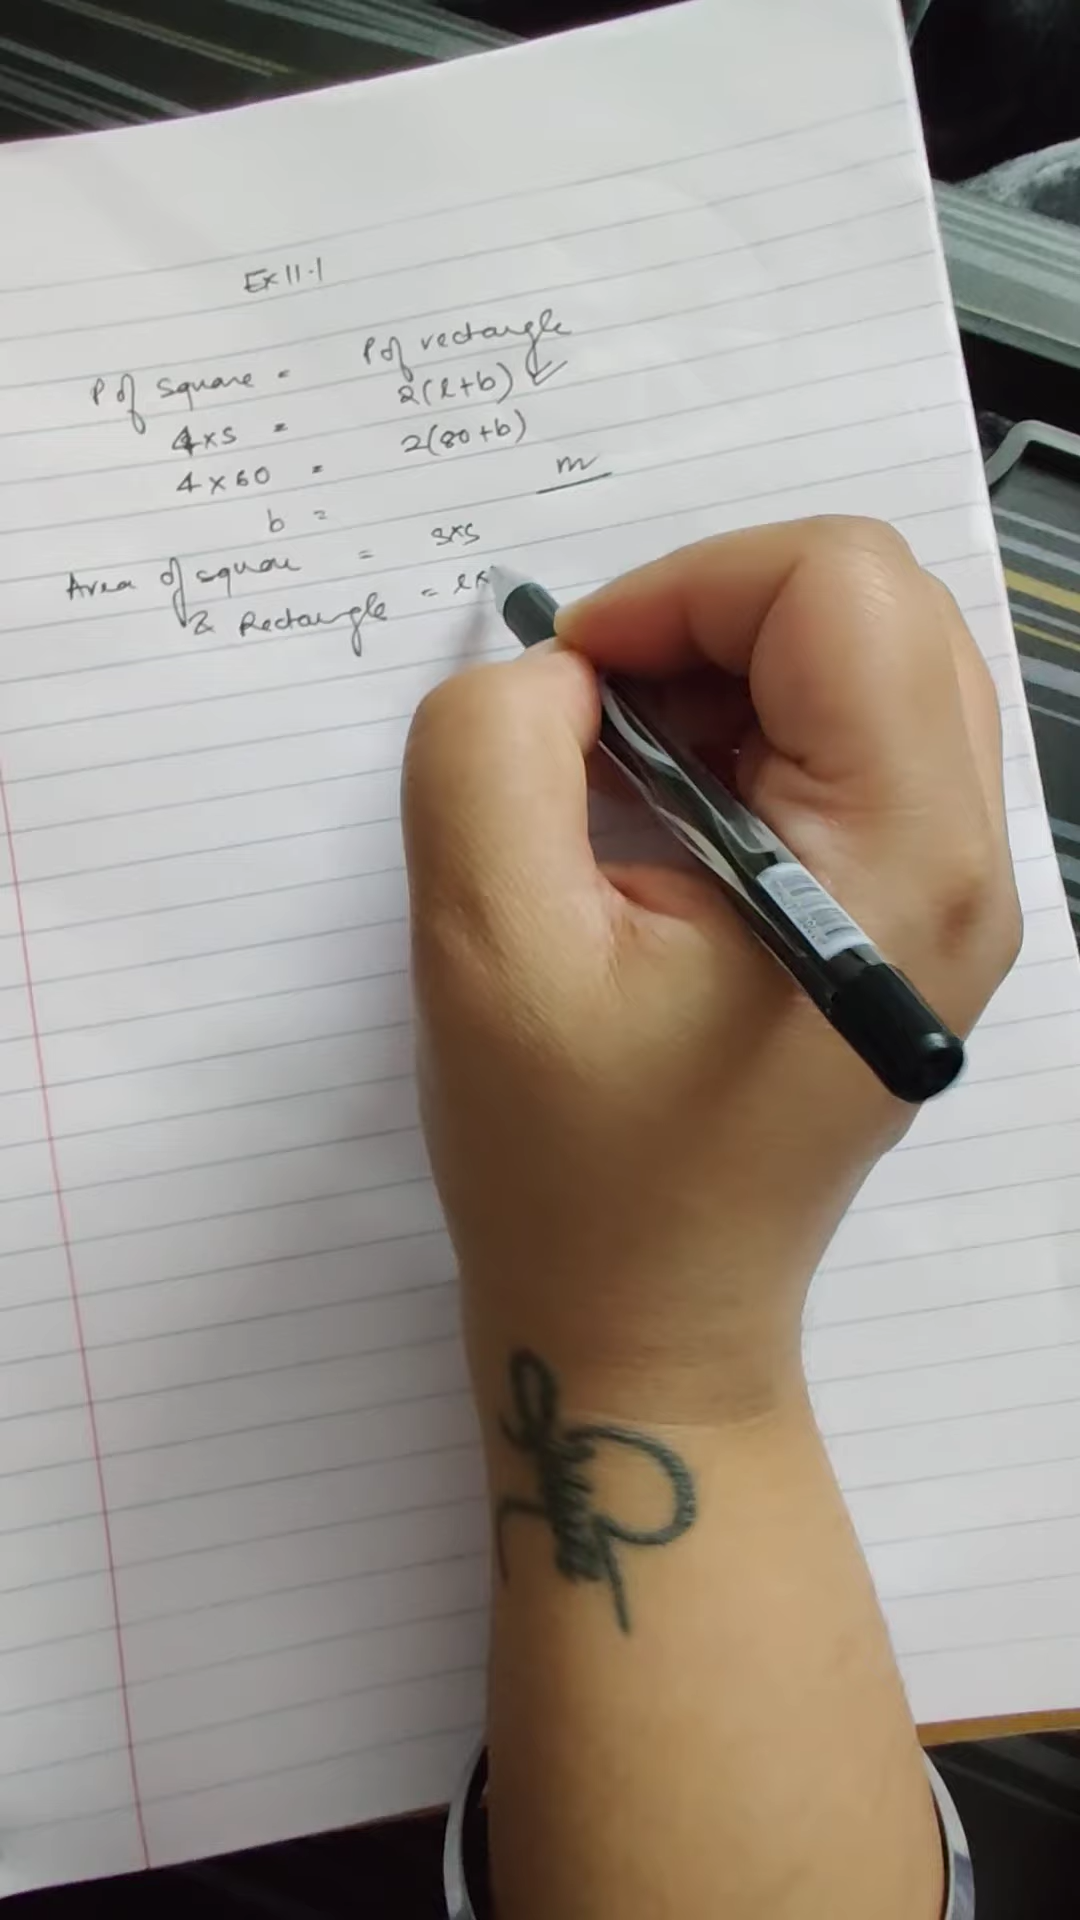 Ex 11.1
P of square = P of rectangle
4×s = 2(l+b)
4×60 = 2(80+b)
b = m
Area of square = s×s
& Rectangle = l×